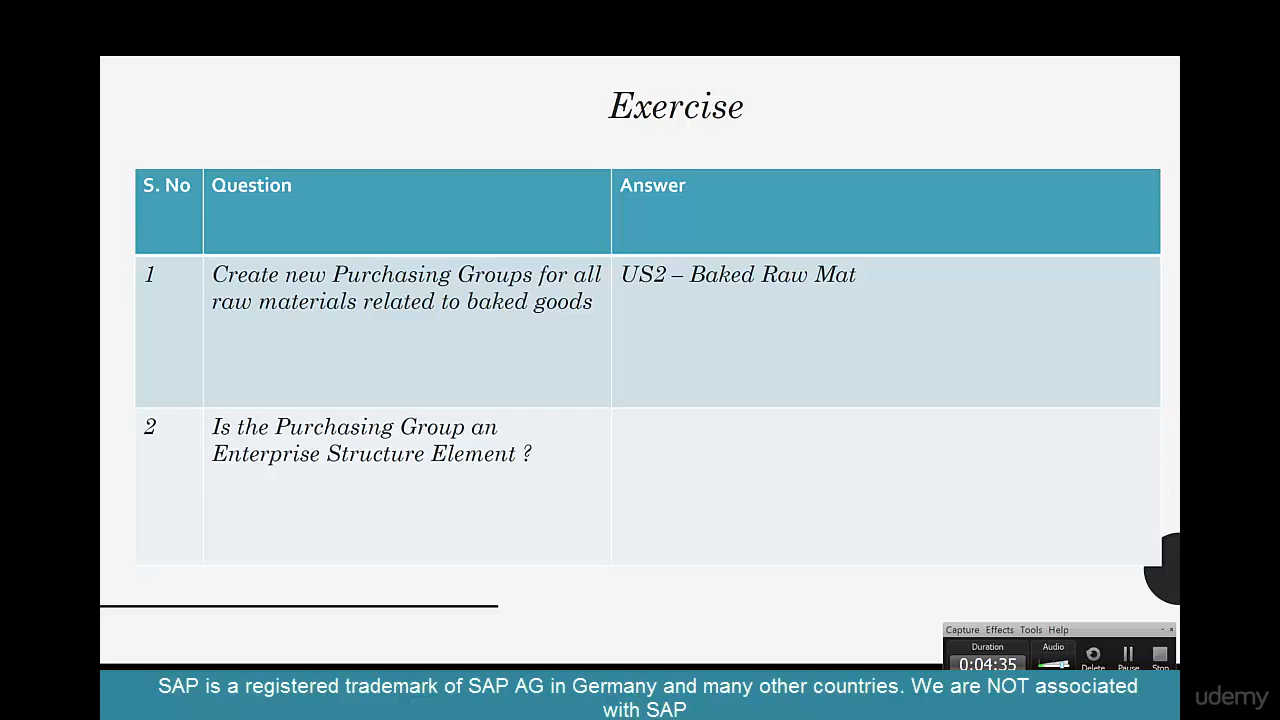 Exercise
S. No Question Answer
1 Create new Purchasing Groups for all US2 – Baked Raw Mat
raw materials related to baked goods
2 Is the Purchasing Group an
Enterprise Structure Element ?
Capture Effects Tools Help - ×
Duration Audio
0:04:35 Delete Pause Stop
SAP is a registered trademark of SAP AG in Germany and many other countries. We are NOT associated
with SAP
udemy